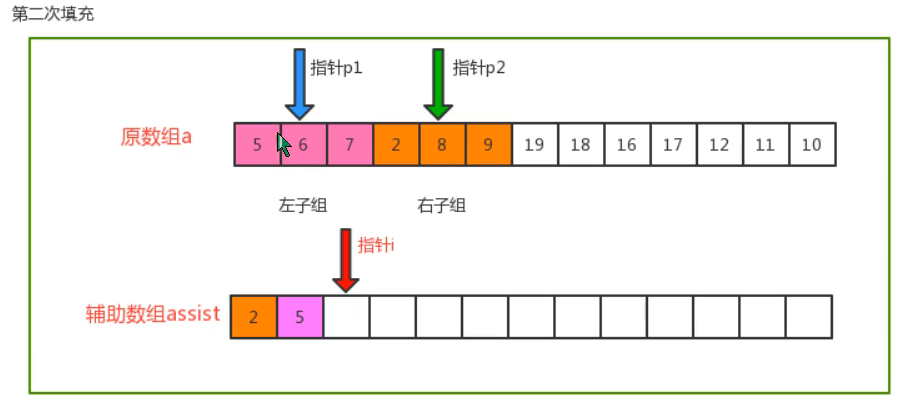 第二次填充
指针p1 指针p2
原数组a 5 6 7 2 8 9 19 18 16 17 12 11 10
左子组 右子组
指针i
辅助数组assist 2 5